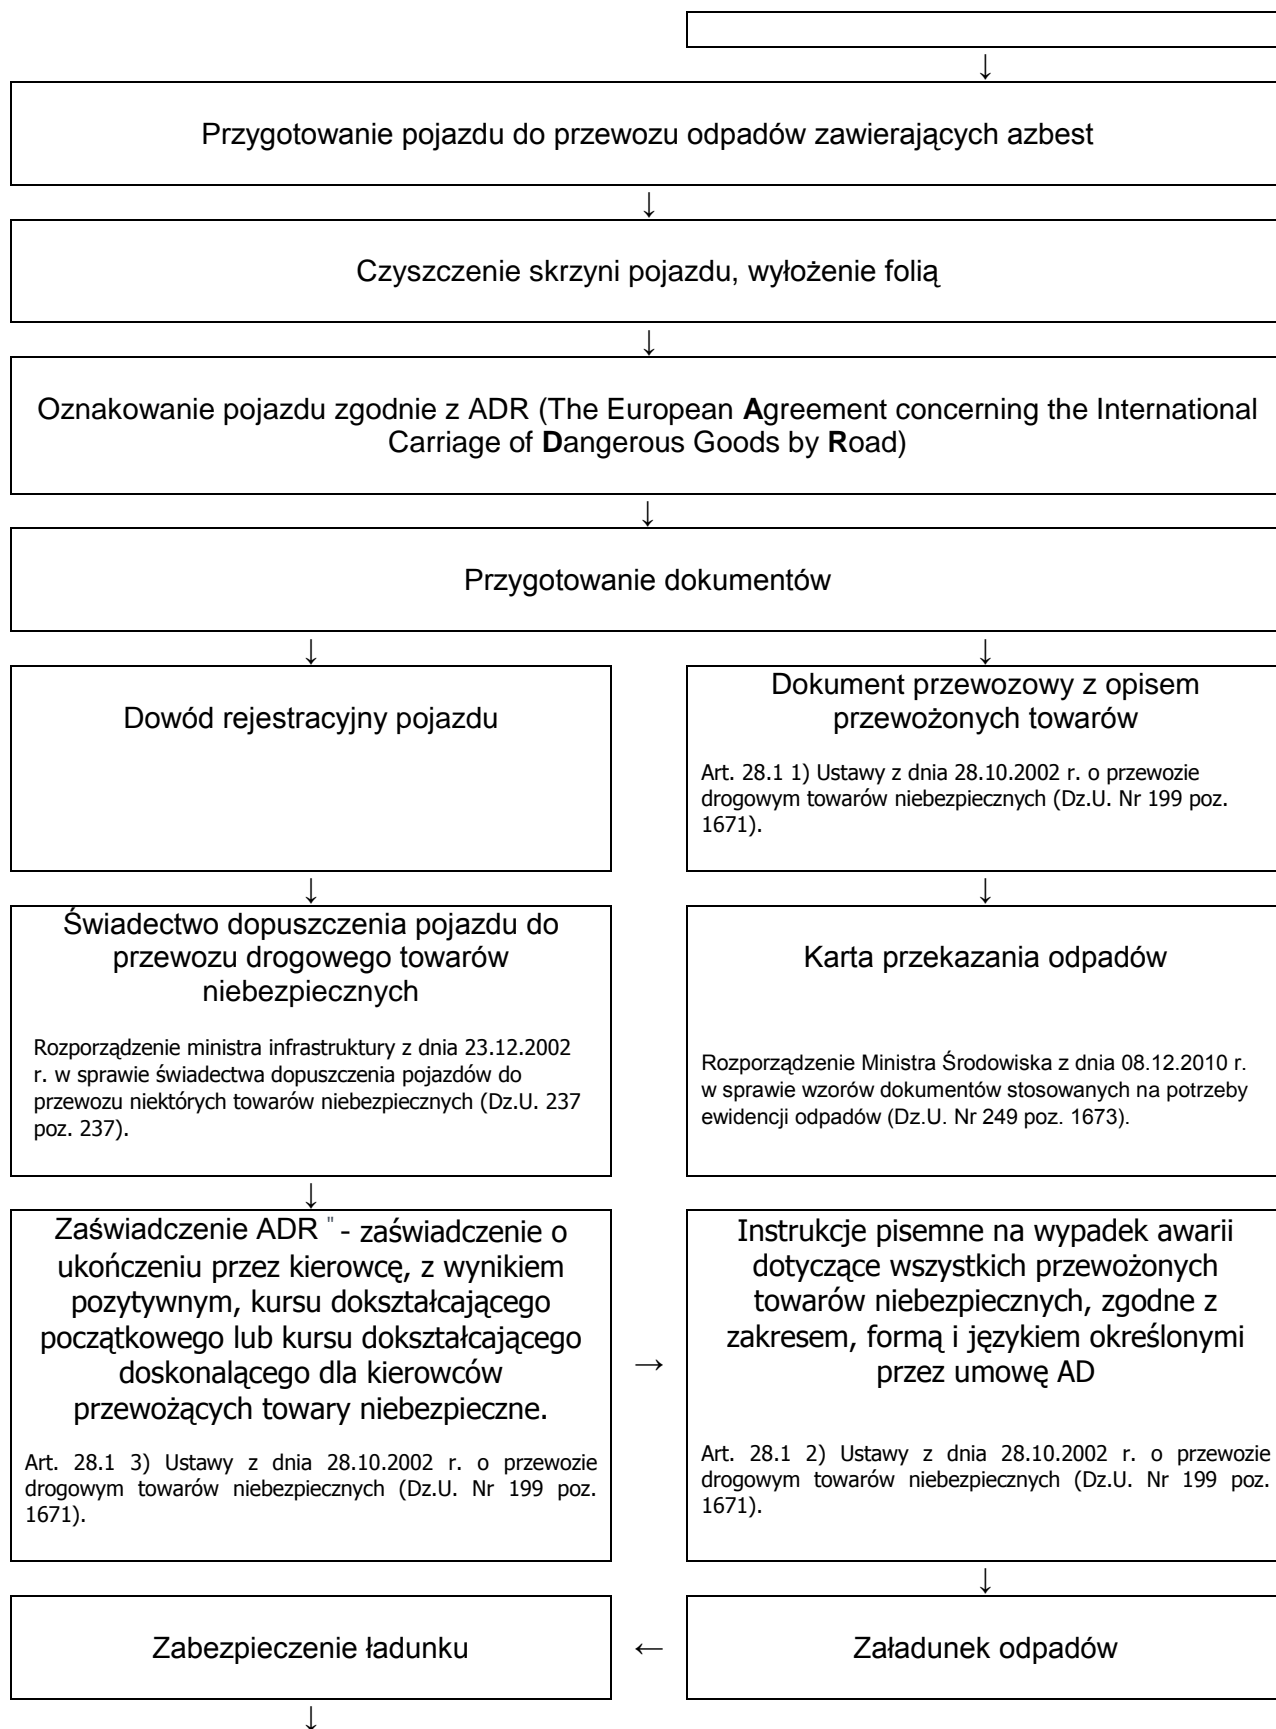 ↓
Przygotowanie pojazdu do przewozu odpadów zawierających azbest
↓
Czyszczenie skrzyni pojazdu, wyłożenie folią
↓
Oznakowanie pojazdu zgodnie z ADR (The European Agreement concerning the International
Carriage of Dangerous Goods by Road)
↓
Przygotowanie dokumentów
↓
Dowód rejestracyjny pojazdu
↓
Dokument przewozowy z opisem
przewożonych towarów
Art. 28.1 1) Ustawy z dnia 28.10.2002 r. o przewozie
drogowym towarów niebezpiecznych (Dz.U. Nr 199 poz.
1671).
↓
Świadectwo dopuszczenia pojazdu do
przewozu drogowego towarów
niebezpiecznych
Rozporządzenie ministra infrastruktury z dnia 23.12.2002
r. w sprawie świadectwa dopuszczenia pojazdów do
przewozu niektórych towarów niebezpiecznych (Dz.U. 237
poz. 237).
↓
Karta przekazania odpadów
Rozporządzenie Ministra Środowiska z dnia 08.12.2010 r.
w sprawie wzorów dokumentów stosowanych na potrzeby
ewidencji odpadów (Dz.U. Nr 249 poz. 1673).
↓
Zaświadczenie ADR " - zaświadczenie o
ukończeniu przez kierowcę, z wynikiem
pozytywnym, kursu dokształcającego
początkowego lub kursu dokształcającego
doskonalącego dla kierowców
przewożących towary niebezpieczne.
Art. 28.1 3) Ustawy z dnia 28.10.2002 r. o przewozie
drogowym towarów niebezpiecznych (Dz.U. Nr 199 poz.
1671).
→
Instrukcje pisemne na wypadek awarii
dotyczące wszystkich przewożonych
towarów niebezpiecznych, zgodne z
zakresem, formą i językiem określonymi
przez umowę AD
Art. 28.1 2) Ustawy z dnia 28.10.2002 r. o przewozie
drogowym towarów niebezpiecznych (Dz.U. Nr 199 poz.
1671).
↓
Zabezpieczenie ładunku
←
Załadunek odpadów
↓